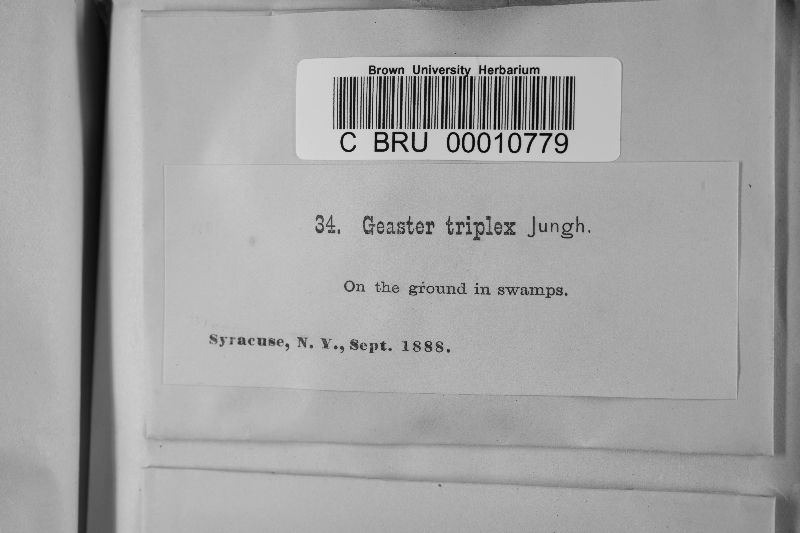 Brown University Herbarium
C BRU 00010779
34. Geaster triplex Jungh.
On the ground in swamps.
Syracuse, N. Y., Sept. 1888.